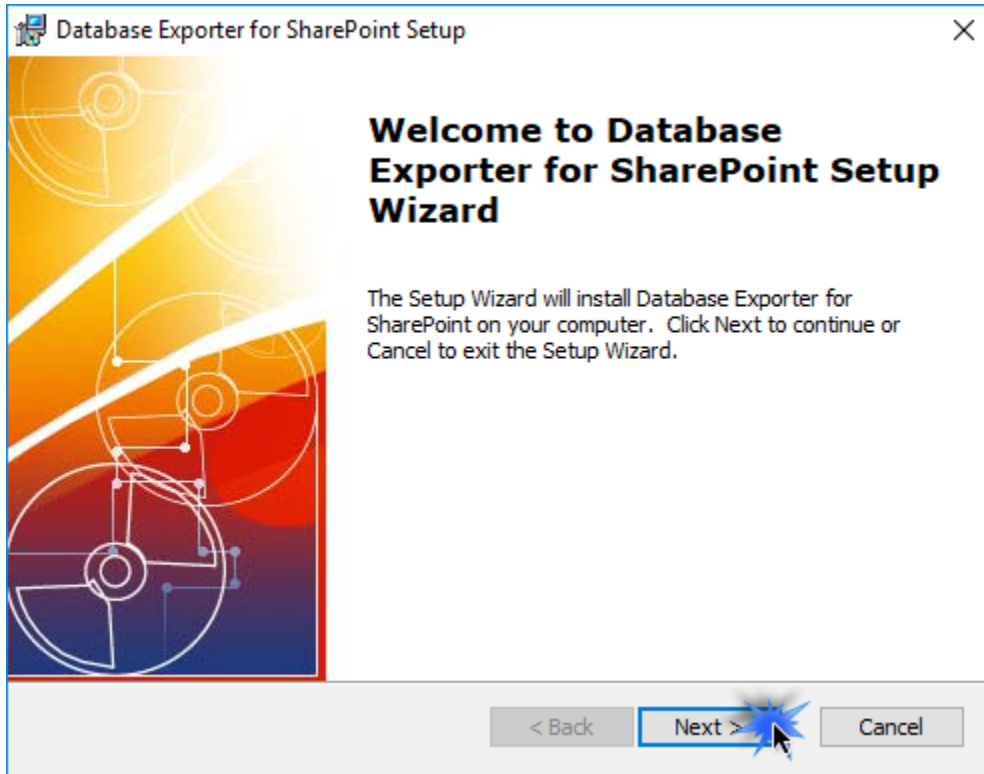 Database Exporter for SharePoint Setup
Welcome to Database
Exporter for SharePoint Setup
Wizard
The Setup Wizard will install Database Exporter for
SharePoint on your computer.  Click Next to continue or
Cancel to exit the Setup Wizard.
< Back
Next >
Cancel